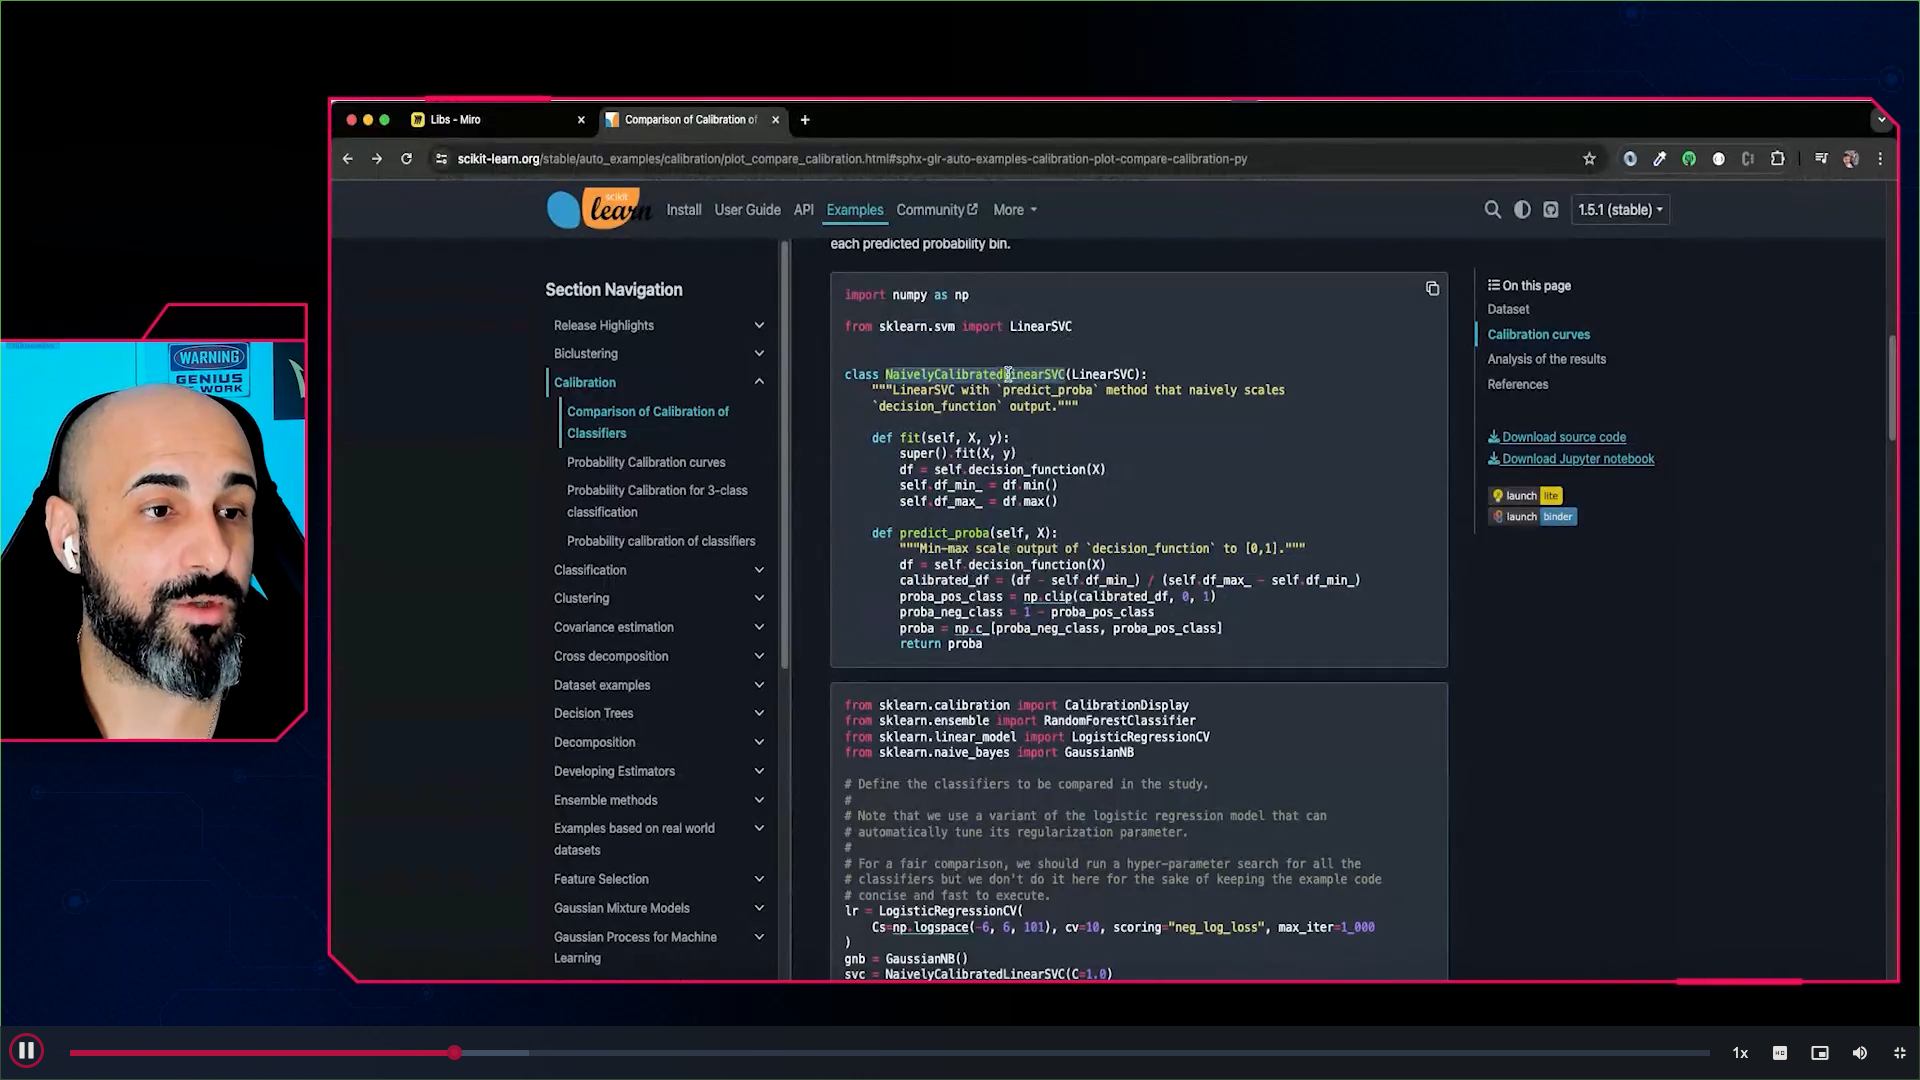 Libs - Miro
Comparison of Calibration of
scikit-learn.org/stable/auto_examples/calibration/plot_compare_calibration.html#sphx-glr-auto-examples-calibration-plot-compare-calibration-py
scikit
learn
Install
User Guide
API
Examples
Community
More
1.5.1 (stable)
WARNING
GENIUS
AT WORK
Section Navigation
Release Highlights
Biclustering
Calibration
Comparison of Calibration of
Classifiers
Probability Calibration curves
Probability Calibration for 3-class
classification
Probability calibration of classifiers
Classification
Clustering
Covariance estimation
Cross decomposition
Dataset examples
Decision Trees
Decomposition
Developing Estimators
Ensemble methods
Examples based on real world
datasets
Feature Selection
Gaussian Mixture Models
Gaussian Process for Machine
Learning
each predicted probability bin.
import numpy as np
from sklearn.svm import LinearSVC
class NaivelyCalibratedLinearSVC(LinearSVC):
"""LinearSVC with `predict_proba` method that naively scales
`decision_function` output."""
def fit(self, X, y):
super().fit(X, y)
df = self.decision_function(X)
self.df_min_ = df.min()
self.df_max_ = df.max()
def predict_proba(self, X):
"""Min-max scale output of `decision_function` to [0,1]."""
df = self.decision_function(X)
calibrated_df = (df - self.df_min_) / (self.df_max_ - self.df_min_)
proba_pos_class = np.clip(calibrated_df, 0, 1)
proba_neg_class = 1 - proba_pos_class
proba = np.c_[proba_neg_class, proba_pos_class]
return proba
from sklearn.calibration import CalibrationDisplay
from sklearn.ensemble import RandomForestClassifier
from sklearn.linear_model import LogisticRegressionCV
from sklearn.naive_bayes import GaussianNB
# Define the classifiers to be compared in the study.
#
# Note that we use a variant of the logistic regression model that can
# automatically tune its regularization parameter.
#
# For a fair comparison, we should run a hyper-parameter search for all the
# classifiers but we don't do it here for the sake of keeping the example code
# concise and fast to execute.
lr = LogisticRegressionCV(
Cs=np.logspace(-6, 6, 101), cv=10, scoring="neg_log_loss", max_iter=1_000
)
gnb = GaussianNB()
svc = NaivelyCalibratedLinearSVC(C=1.0)
On this page
Dataset
Calibration curves
Analysis of the results
References
Download source code
Download Jupyter notebook
launch lite
launch binder
1x